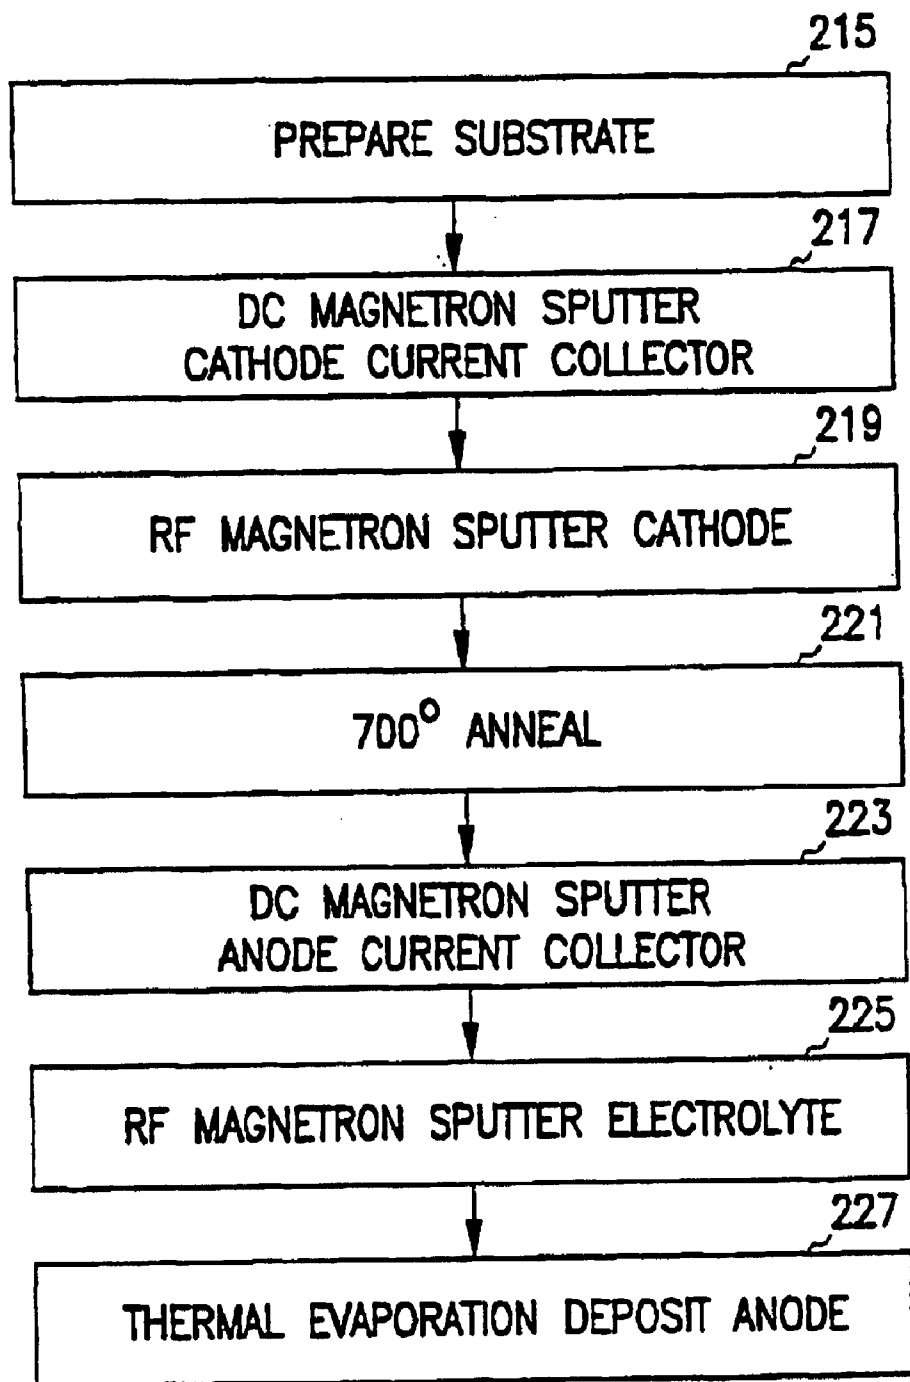 215
PREPARE SUBSTRATE
217
DC MAGNETRON SPUTTER
CATHODE CURRENT COLLECTOR
219
RF MAGNETRON SPUTTER CATHODE
221
700° ANNEAL
223
DC MAGNETRON SPUTTER
ANODE CURRENT COLLECTOR
225
RF MAGNETRON SPUTTER ELECTROLYTE
227
THERMAL EVAPORATION DEPOSIT ANODE